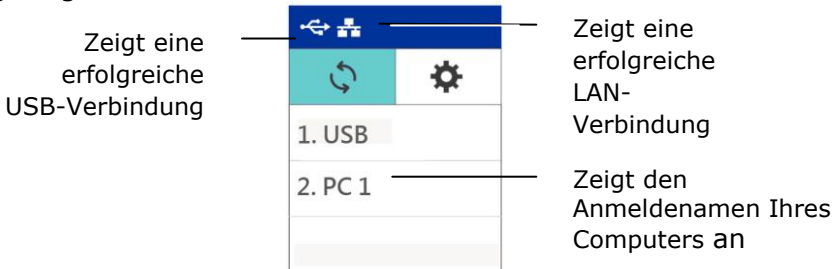 Zeigt eine
erfolgreiche
USB-Verbindung
1. USB
2. PC 1
Zeigt eine
erfolgreiche
LAN-
Verbindung
Zeigt den
Anmeldenamen Ihres
Computers an